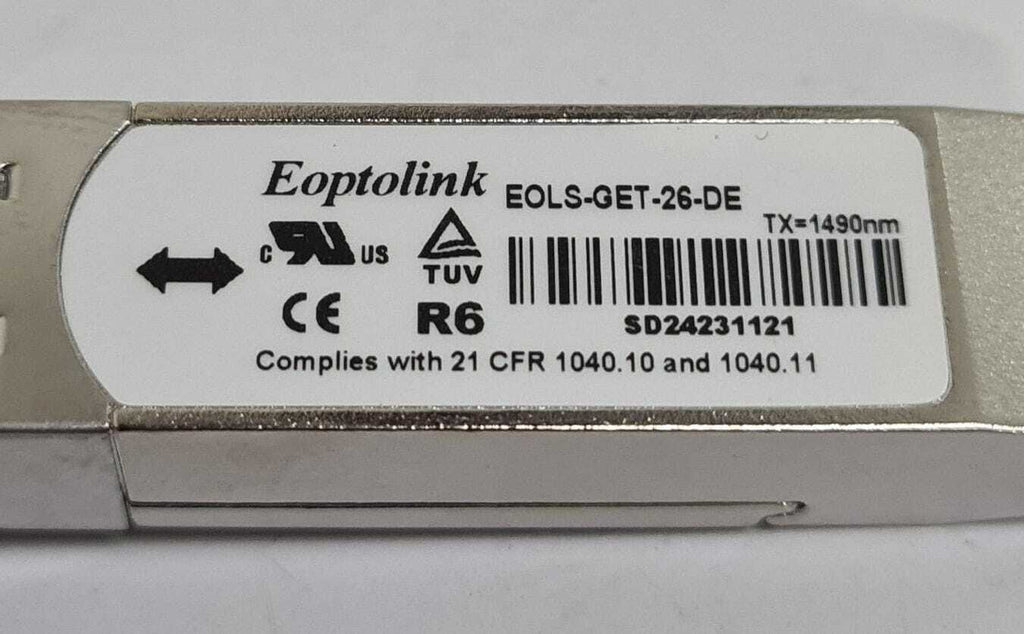 Eoptolink EOLS-GET-26-DE
TX=1490nm
c UL US TUV
CE R6 SD24231121
Complies with 21 CFR 1040.10 and 1040.11